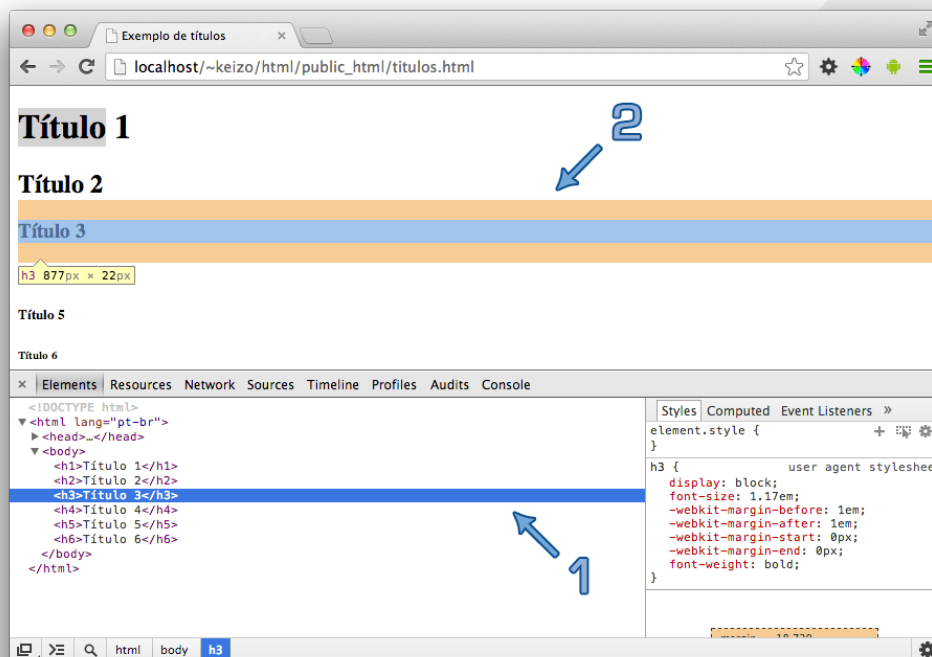 Exemplo de títulos
localhost/~keizo/html/public_html/titulos.html
Título 1
2
Título 2
Título 3
h3 877px × 22px
Título 5
Título 6
× Elements Resources Network Sources Timeline Profiles Audits Console
<!DOCTYPE html>
<html lang="pt-br">
<head>…</head>
<body>
<h1>Título 1</h1>
<h2>Título 2</h2>
<h3>Título 3</h3>
<h4>Título 4</h4>
<h5>Título 5</h5>
<h6>Título 6</h6>
</body>
</html>
1
Styles Computed Event Listeners »
element.style {
}
h3 { user agent styleshee
display: block;
font-size: 1.17em;
-webkit-margin-before: 1em;
-webkit-margin-after: 1em;
-webkit-margin-start: 0px;
-webkit-margin-end: 0px;
font-weight: bold;
}
html body h3